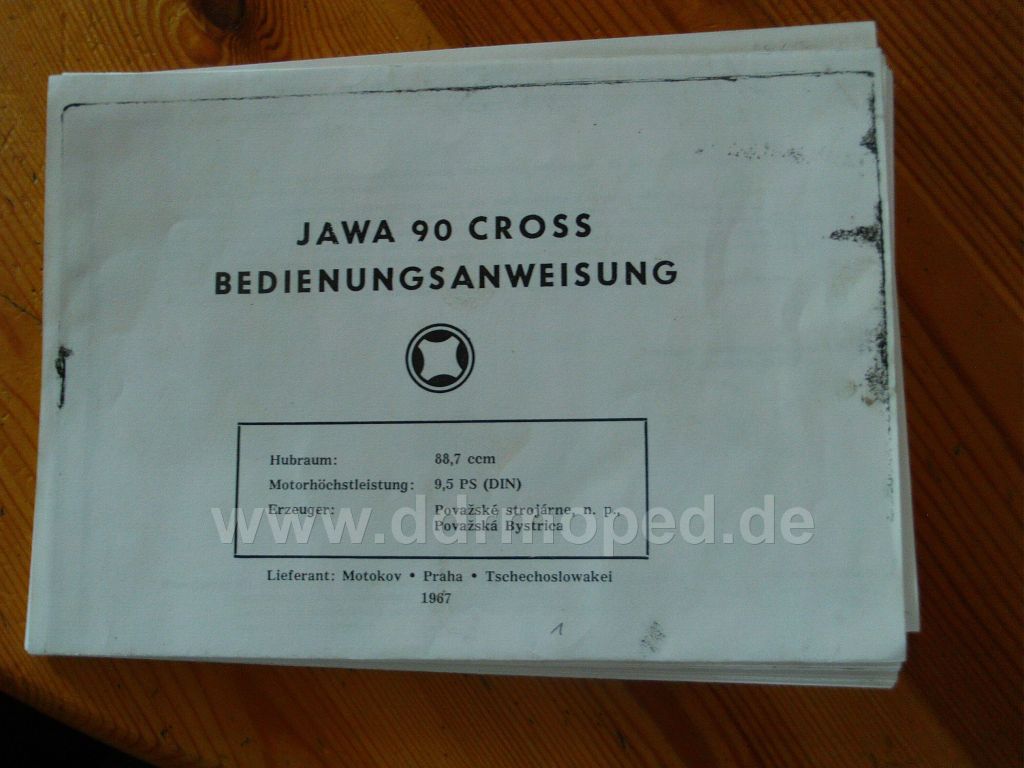 JAWA 90 CROSS
BEDIENUNGSANWEISUNG
Hubraum: 88,7 ccm
Motorhöchstleistung: 9,5 PS (DIN)
Erzeuger: Považské strojárne, n. p.,
Považská Bystrica
www.ddrmoped.de
Lieferant: Motokov • Praha • Tschechoslowakei
1967
1